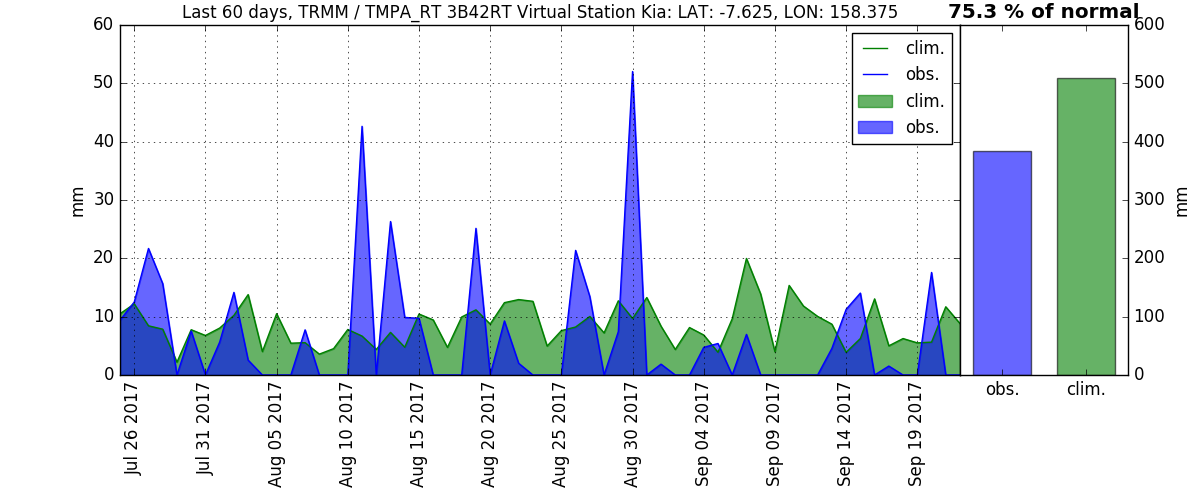 Last 60 days, TRMM / TMPA_RT 3B42RT Virtual Station Kia: LAT: -7.625, LON: 158.375
75.3 % of normal
60
50
40
30
20
10
0
mm
clim.
obs.
clim.
obs.
Jul 26 2017
Jul 31 2017
Aug 05 2017
Aug 10 2017
Aug 15 2017
Aug 20 2017
Aug 25 2017
Aug 30 2017
Sep 04 2017
Sep 09 2017
Sep 14 2017
Sep 19 2017
600
500
400
300
200
100
0
mm
obs.
clim.